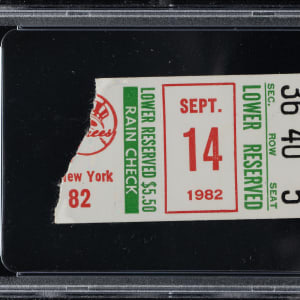 New York
82
LOWER RESERVED $5.50
RAIN CHECK
SEPT.
14
1982
LOWER RESERVED
SEC. ROW SEAT
36 40